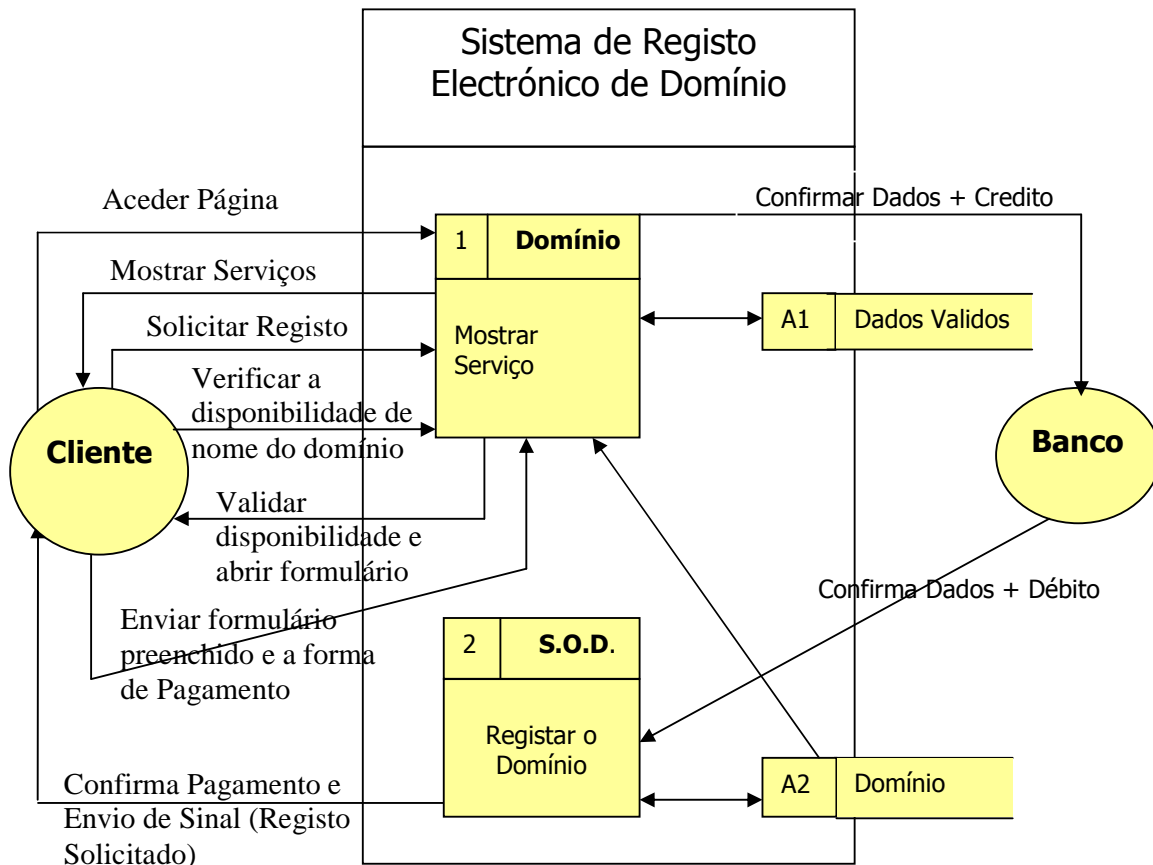 Sistema de Registo
Electrónico de Domínio
Aceder Página
Confirmar Dados + Credito
1
Domínio
Mostrar Serviços
Solicitar Registo
Mostrar
Serviço
A1
Dados Validos
Verificar a
disponibilidade de
nome do domínio
Cliente
Banco
Validar
disponibilidade e
abrir formulário
Confirma Dados + Débito
Enviar formulário
preenchido e a forma
de Pagamento
2
S.O.D.
Registar o
Domínio
A2
Domínio
Confirma Pagamento e
Envio de Sinal (Registo
Solicitado)